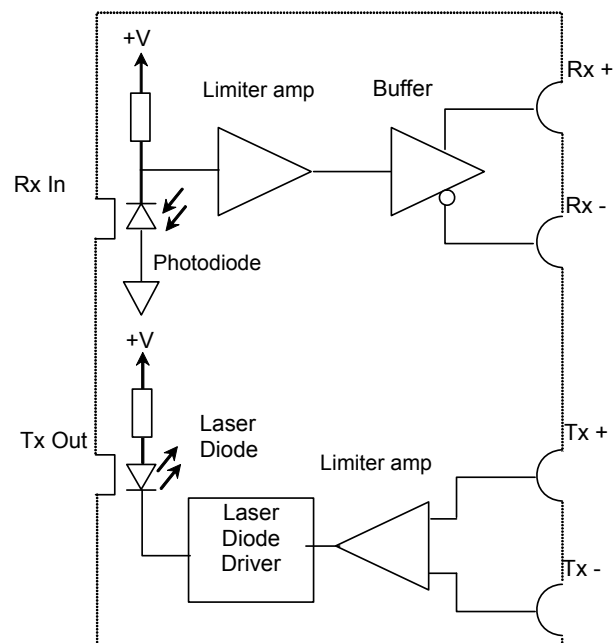 +V
Limiter amp
Buffer
Rx +
Rx In
Rx -
Photodiode
+V
Tx Out
Laser
Diode
Limiter amp
Tx +
Laser
Diode
Driver
Tx -